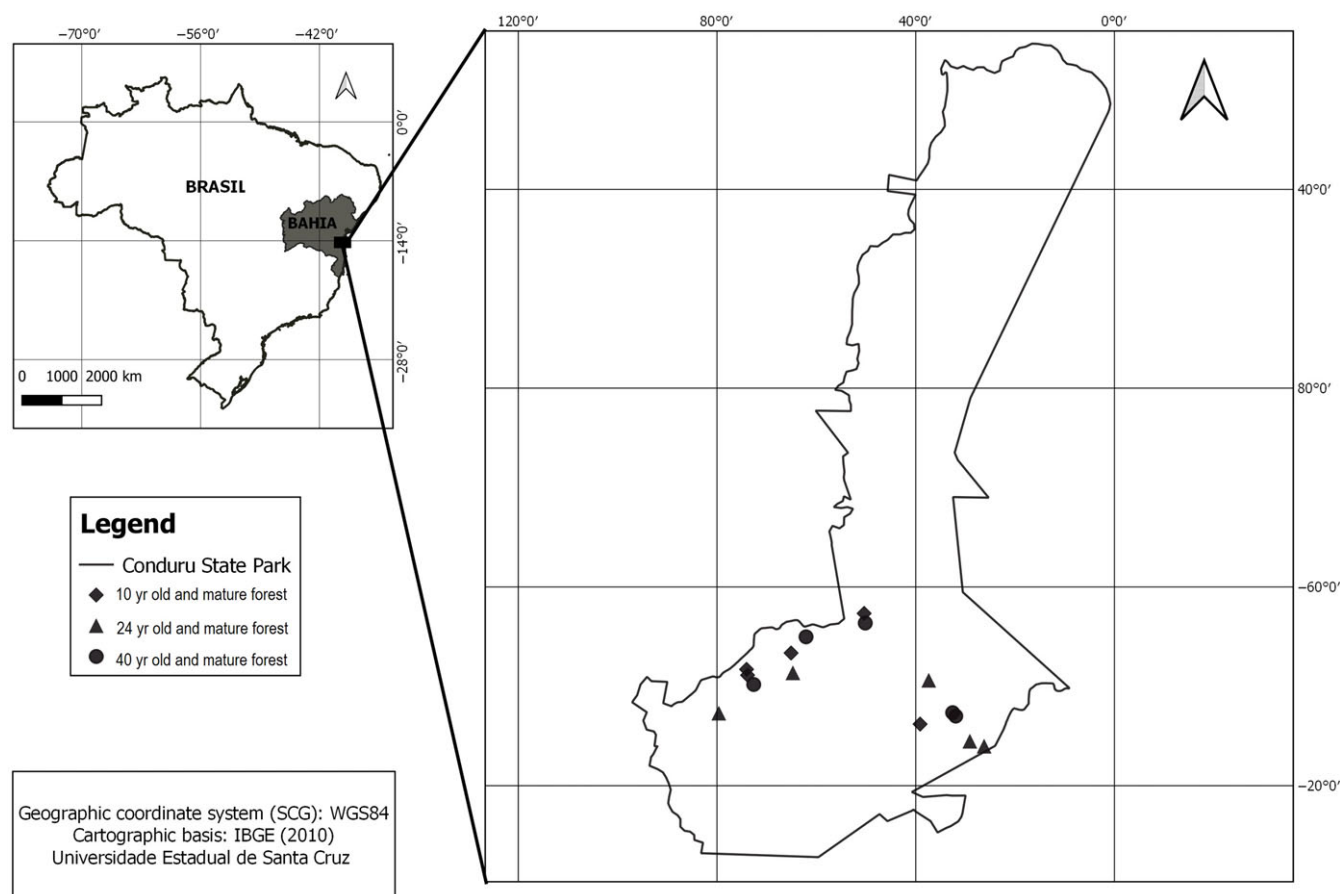 −70°0′ −56°0′ −42°0′
0°0′
−14°0′
−28°0′
BRASIL
BAHIA
0 1000 2000 km
120°0′ 80°0′ 40°0′ 0°0′
40°0′
80°0′
−60°0′
−20°0′
Legend
Conduru State Park
10 yr old and mature forest
24 yr old and mature forest
40 yr old and mature forest
Geographic coordinate system (SCG): WGS84
Cartographic basis: IBGE (2010)
Universidade Estadual de Santa Cruz